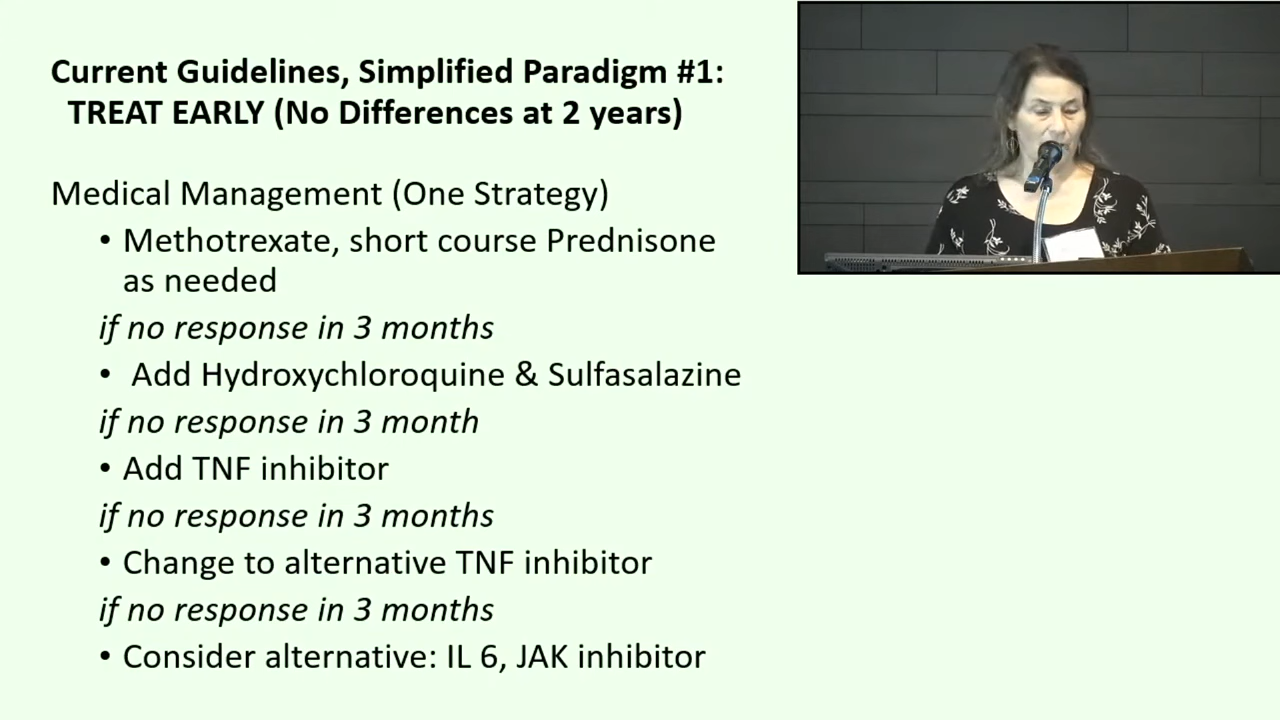 Current Guidelines, Simplified Paradigm #1:
TREAT EARLY (No Differences at 2 years)
Medical Management (One Strategy)
• Methotrexate, short course Prednisone
as needed
if no response in 3 months
• Add Hydroxychloroquine & Sulfasalazine
if no response in 3 month
• Add TNF inhibitor
if no response in 3 months
• Change to alternative TNF inhibitor
if no response in 3 months
• Consider alternative: IL 6, JAK inhibitor